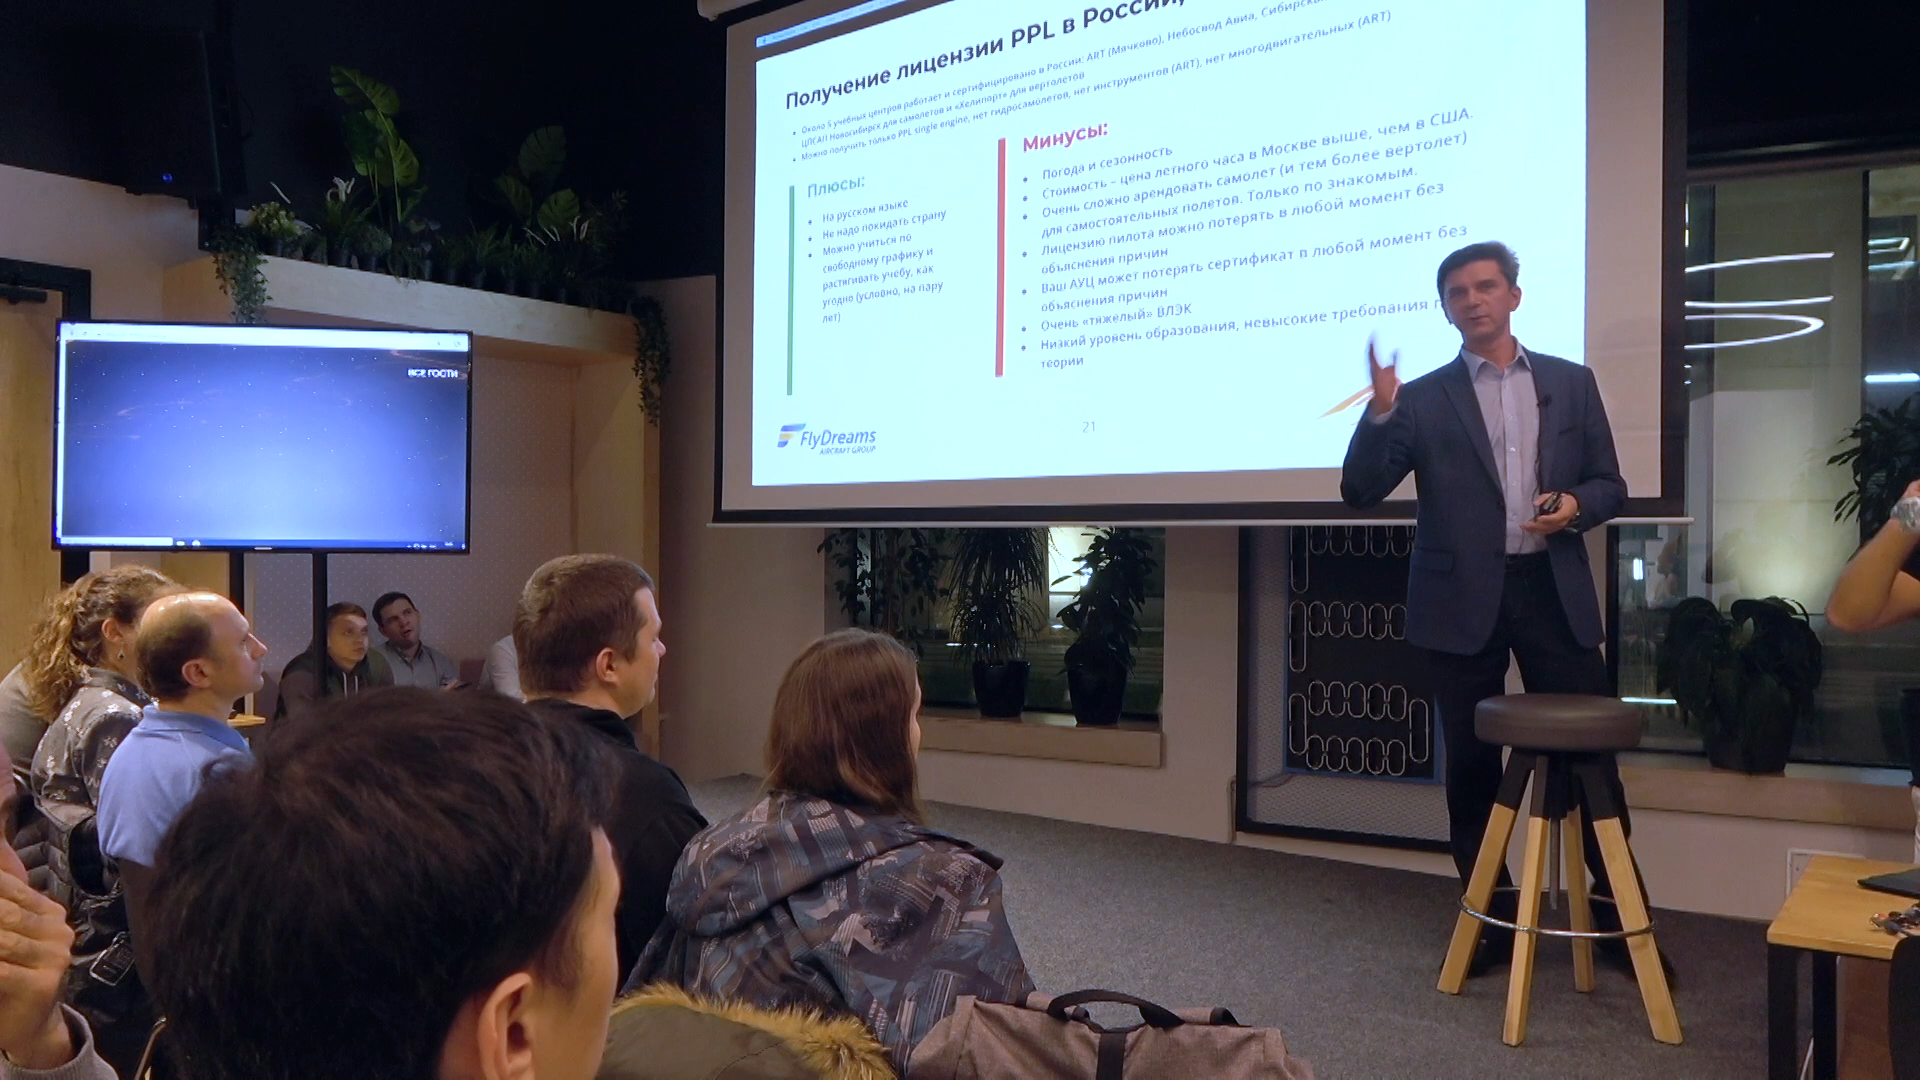 Получение лицензии PPL в России,
Около 5 учебных центров работает и сертифицировано в России: ART (Мячково), Небосвод Авиа, Сибирская
ЦПСАП Новосибирск для самолетов и «Хелипорт» для вертолетов
Можно получить только PPL single engine, нет гидросамолетов, нет инструментов (ART), нет многодвигательных (ART)
Плюсы:
На русском языке
Не надо покидать страну
Можно учиться по
свободному графику и
растягивать учебу, как
угодно (условно, на пару
лет)
Минусы:
Погода и сезонность
Стоимость – цена летного часа в Москве выше, чем в США.
Очень сложно арендовать самолет (и тем более вертолет)
для самостоятельных полетов. Только по знакомым.
Лицензию пилота можно потерять в любой момент без
объяснения причин
Ваш АУЦ может потерять сертификат в любой момент без
объяснения причин
Очень «тяжелый» ВЛЭК
Низкий уровень образования, невысокие требования
теории
FlyDreams
AIRCRAFT GROUP
21
ВСЕ ГОСТИ